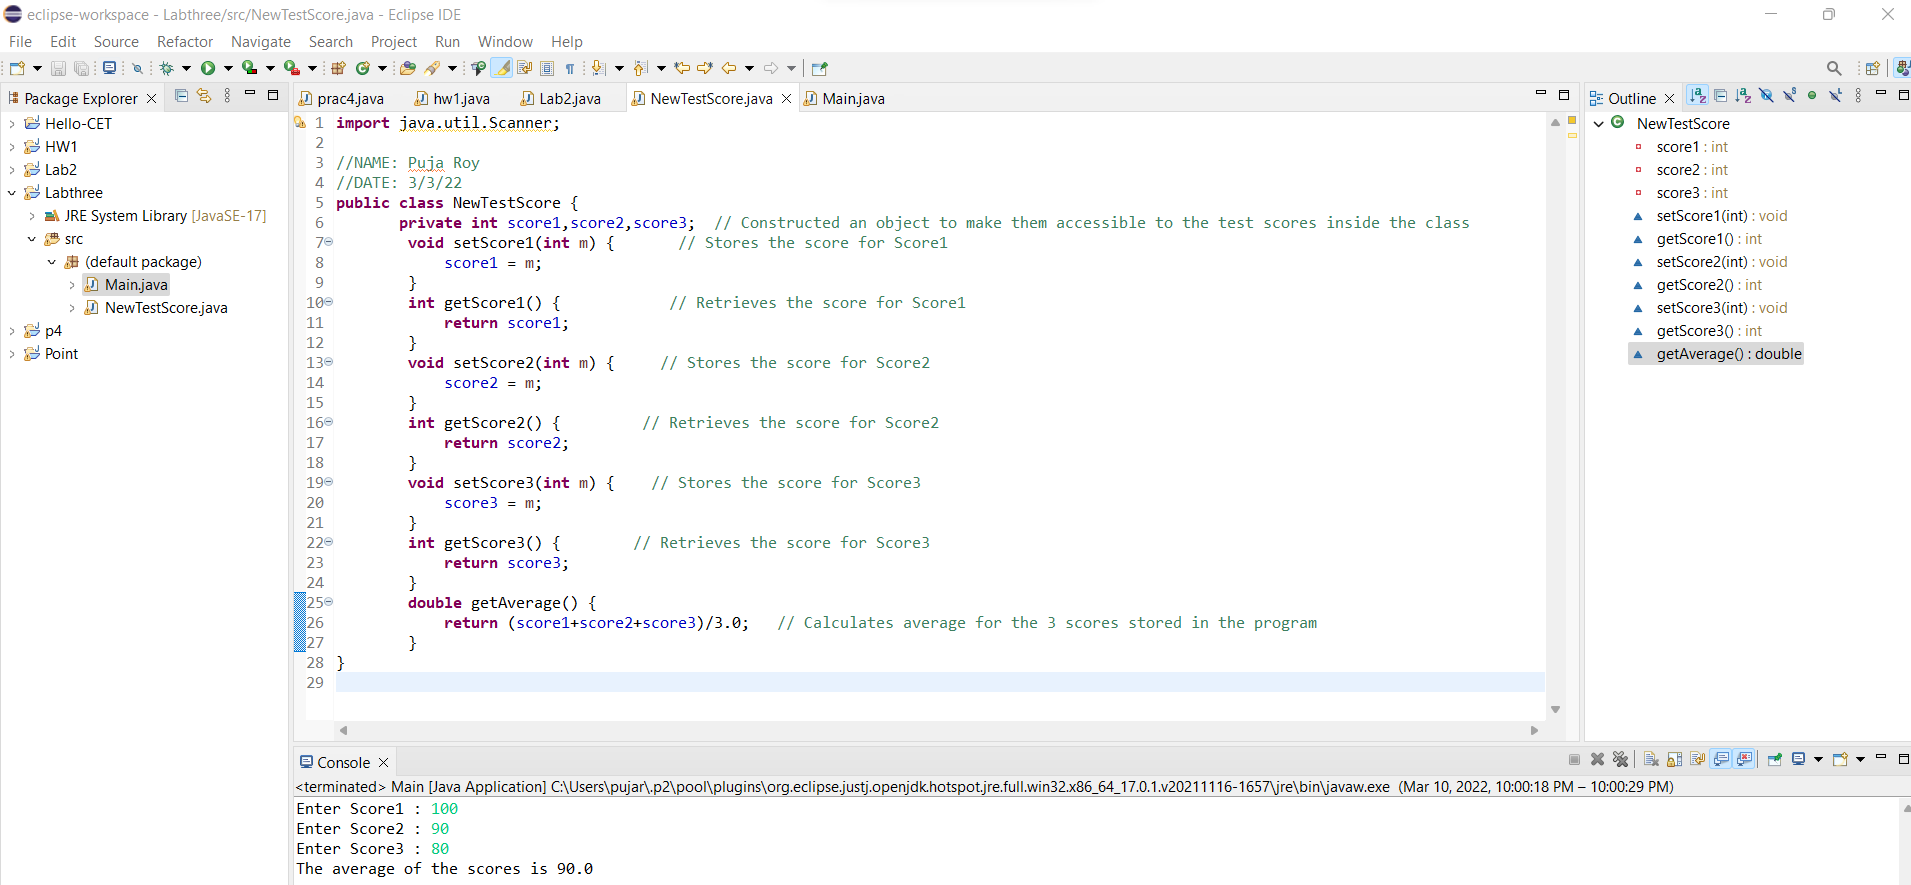 eclipse-workspace - Labthree/src/NewTestScore.java - Eclipse IDE
File Edit Source Refactor Navigate Search Project Run Window Help
Package Explorer
Hello-CET
HW1
Lab2
Labthree
JRE System Library [JavaSE-17]
src
(default package)
Main.java
NewTestScore.java
p4
Point
prac4.java hw1.java Lab2.java NewTestScore.java Main.java
1 import java.util.Scanner;
2
3 //NAME: Puja Roy
4 //DATE: 3/3/22
5 public class NewTestScore {
6 private int score1,score2,score3; // Constructed an object to make them accessible to the test scores inside the class
7 void setScore1(int m) { // Stores the score for Score1
8 score1 = m;
9 }
10 int getScore1() { // Retrieves the score for Score1
11 return score1;
12 }
13 void setScore2(int m) { // Stores the score for Score2
14 score2 = m;
15 }
16 int getScore2() { // Retrieves the score for Score2
17 return score2;
18 }
19 void setScore3(int m) { // Stores the score for Score3
20 score3 = m;
21 }
22 int getScore3() { // Retrieves the score for Score3
23 return score3;
24 }
25 double getAverage() {
26 return (score1+score2+score3)/3.0; // Calculates average for the 3 scores stored in the program
27 }
28 }
29
Outline
NewTestScore
score1 : int
score2 : int
score3 : int
setScore1(int) : void
getScore1() : int
setScore2(int) : void
getScore2() : int
setScore3(int) : void
getScore3() : int
getAverage() : double
Console
<terminated> Main [Java Application] C:\Users\pujar\.p2\pool\plugins\org.eclipse.justj.openjdk.hotspot.jre.full.win32.x86_64_17.0.1.v20211116-1657\jre\bin\javaw.exe (Mar 10, 2022, 10:00:18 PM – 10:00:29 PM)
Enter Score1 : 100
Enter Score2 : 90
Enter Score3 : 80
The average of the scores is 90.0